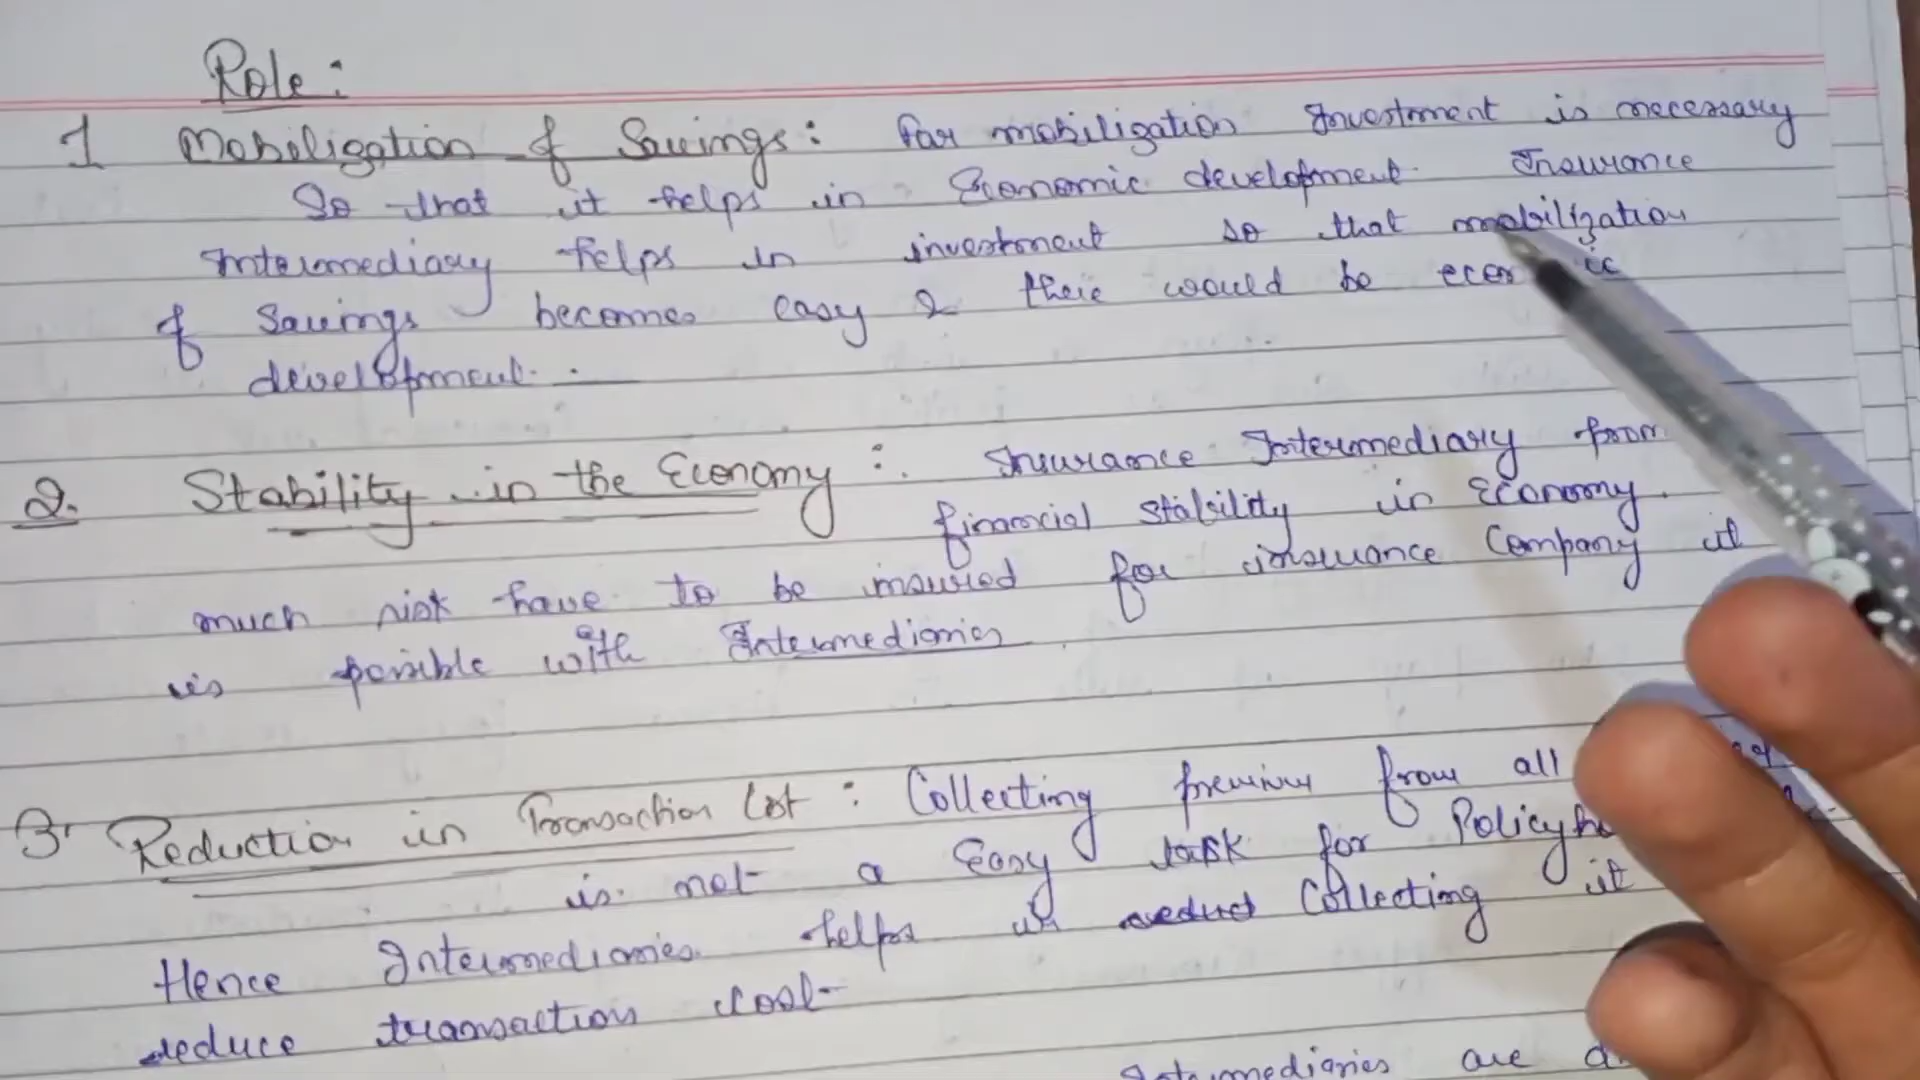 Role:
1 Mobilization of Savings: For mobilization Investment is necessary
So that it helps in Economic development. Insurance
Intermediary helps in investment so that mobilization
of Savings becomes easy & their would be
development.
2. Stability in the Economy: Insurance Intermediary from
financial stability in Economy.
much risk have to be insured for insurance Company it
is possible with Intermediaries
3. Reduction in Transaction Cost: Collecting premium from all
is not a Easy task for
Hence Intermediaries helps in Collecting it
reduce transaction cost
Intermediaries are